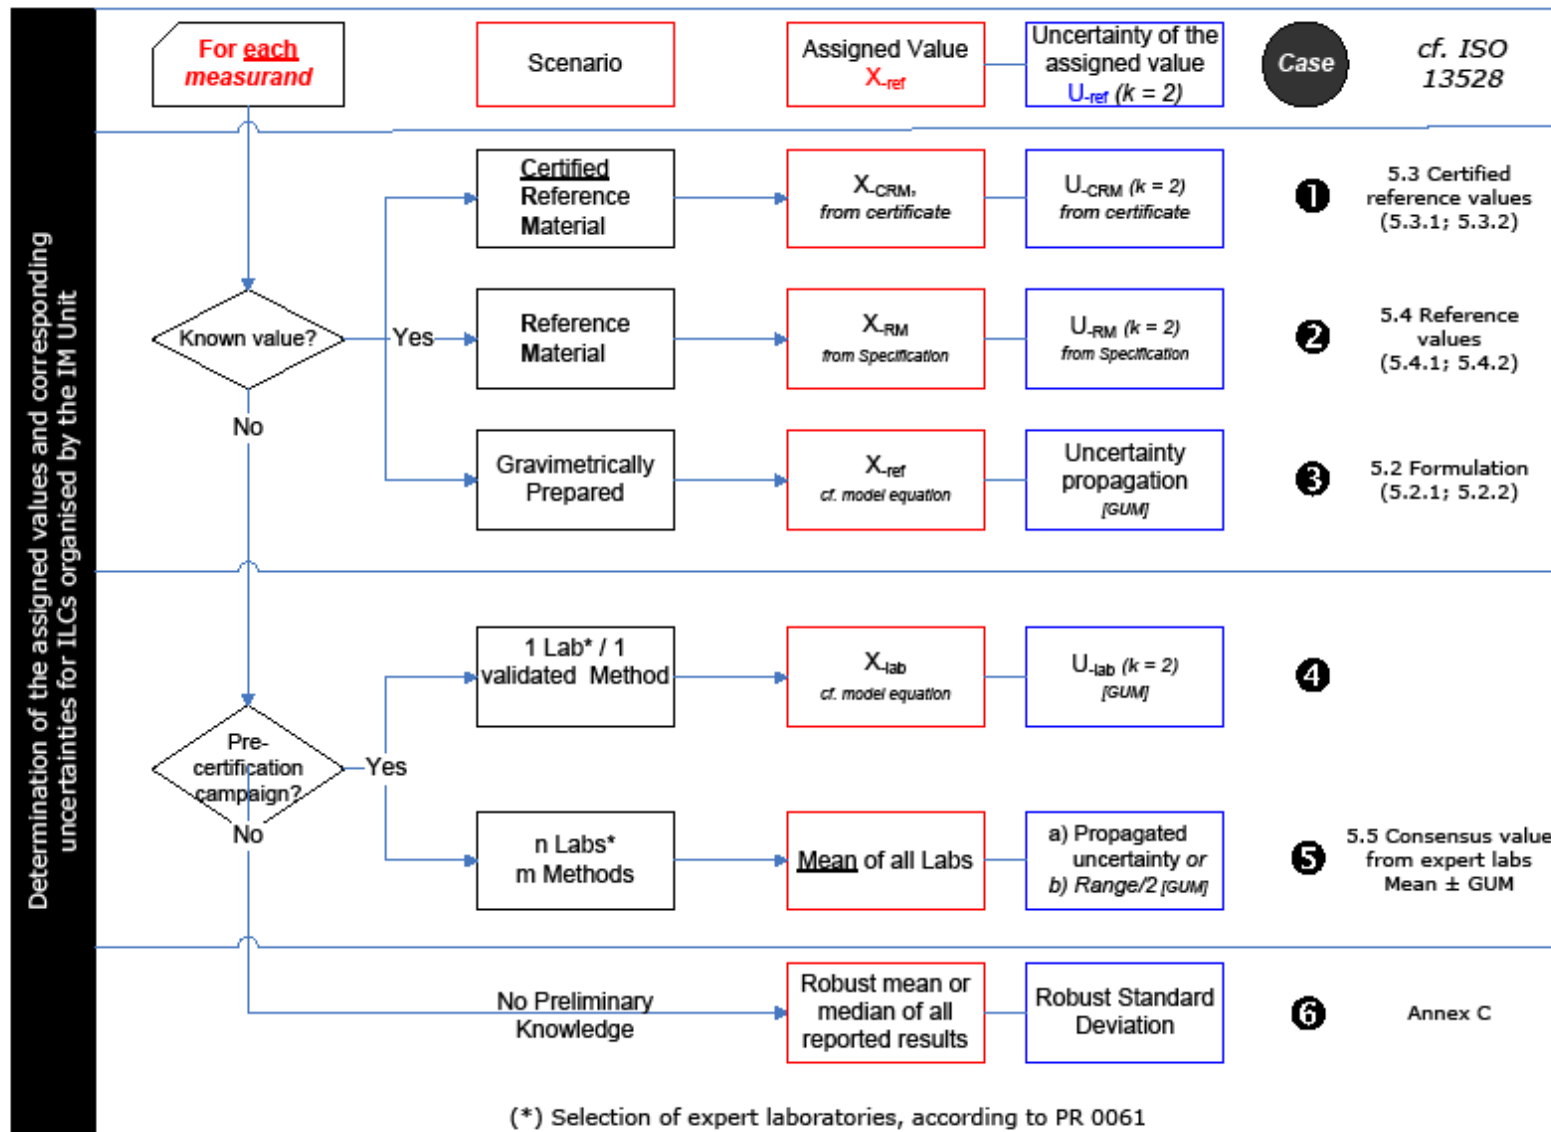 Determination of the assigned values and corresponding
uncertainties for ILCs organised by the IM Unit
For each
measurand
Scenario
Assigned Value
X-ref
Uncertainty of the
assigned value
U-ref (k = 2)
Case
cf. ISO
13528
Certified
Reference
Material
X-CRM,
from certificate
U-CRM (k = 2)
from certificate
❶
5.3 Certified
reference values
(5.3.1; 5.3.2)
Known value?
Yes
Reference
Material
X-RM
from Specification
U-RM (k = 2)
from Specification
❷
5.4 Reference
values
(5.4.1; 5.4.2)
No
Gravimetrically
Prepared
X-ref
cf. model equation
Uncertainty
propagation
[GUM]
❸
5.2 Formulation
(5.2.1; 5.2.2)
1 Lab* / 1
validated Method
X-lab
cf. model equation
U-lab (k = 2)
[GUM]
❹
Pre-
certification
campaign?
Yes
No
n Labs*
m Methods
Mean of all Labs
a) Propagated
uncertainty or
b) Range/2 [GUM]
❺
5.5 Consensus value
from expert labs
Mean ± GUM
No Preliminary
Knowledge
Robust mean or
median of all
reported results
Robust Standard
Deviation
❻
Annex C
(*) Selection of expert laboratories, according to PR 0061